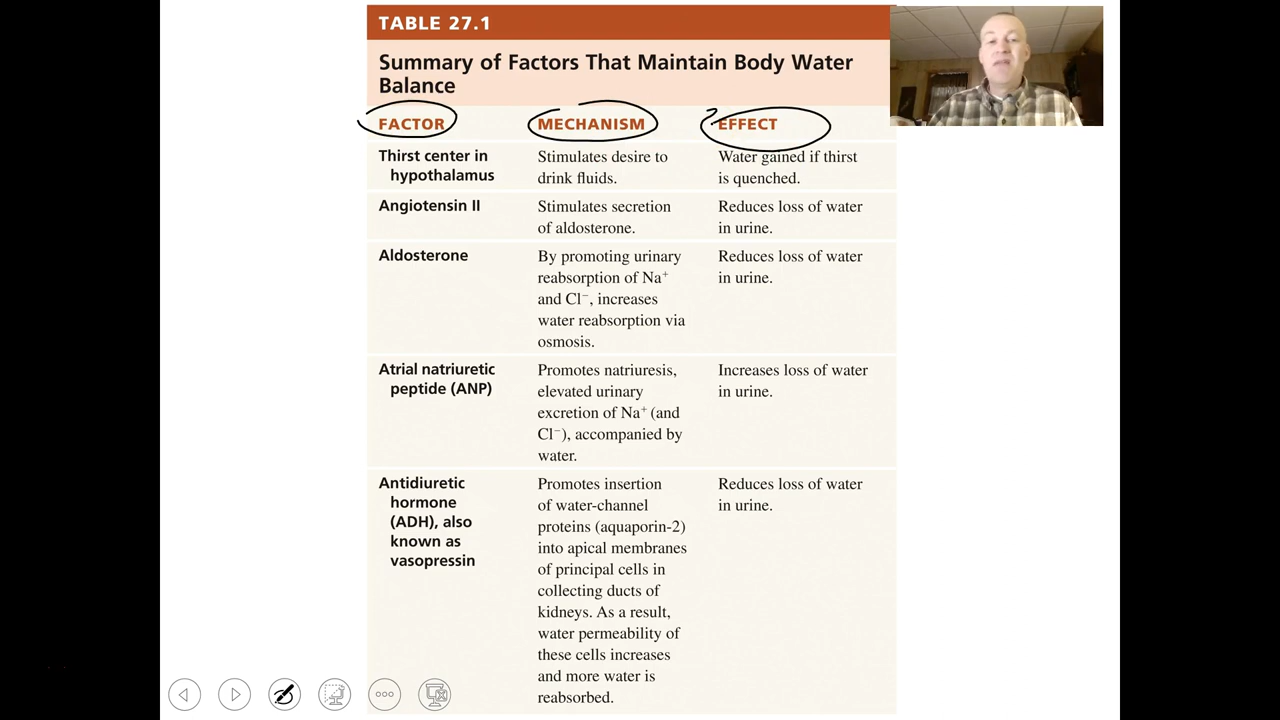 TABLE 27.1
Summary of Factors That Maintain Body Water
Balance
FACTOR
MECHANISM
EFFECT
Thirst center in
hypothalamus
Stimulates desire to
drink fluids.
Water gained if thirst
is quenched.
Angiotensin II
Stimulates secretion
of aldosterone.
Reduces loss of water
in urine.
Aldosterone
By promoting urinary
reabsorption of Na⁺
and Cl⁻, increases
water reabsorption via
osmosis.
Reduces loss of water
in urine.
Atrial natriuretic
peptide (ANP)
Promotes natriuresis,
elevated urinary
excretion of Na⁺ (and
Cl⁻), accompanied by
water.
Increases loss of water
in urine.
Antidiuretic
hormone
(ADH), also
known as
vasopressin
Promotes insertion
of water-channel
proteins (aquaporin-2)
into apical membranes
of principal cells in
collecting ducts of
kidneys. As a result,
water permeability of
these cells increases
and more water is
reabsorbed.
Reduces loss of water
in urine.